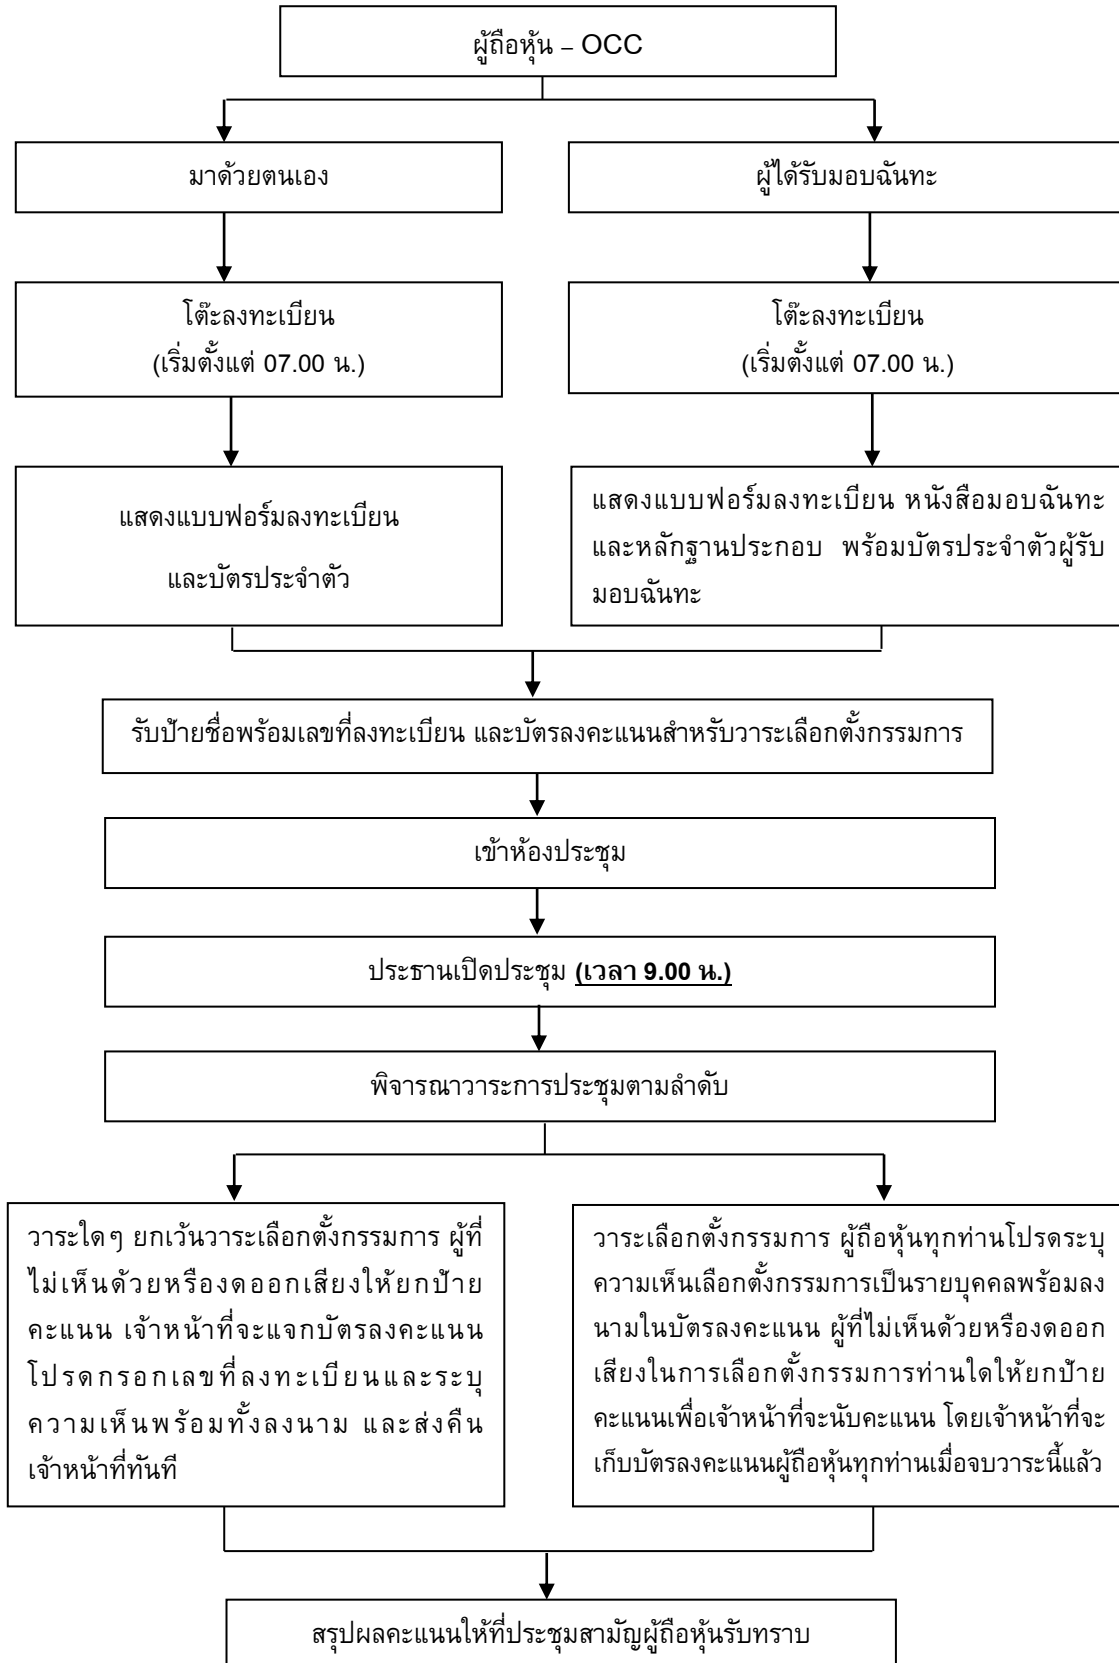 ผู้ถือหุ้น – OCC
มาด้วยตนเอง
ผู้ได้รับมอบฉันทะ
โต๊ะลงทะเบียน
(เริ่มตั้งแต่ 07.00 น.)
โต๊ะลงทะเบียน
(เริ่มตั้งแต่ 07.00 น.)
แสดงแบบฟอร์มลงทะเบียน
และบัตรประจำตัว
แสดงแบบฟอร์มลงทะเบียน หนังสือมอบฉันทะ
และหลักฐานประกอบ พร้อมบัตรประจำตัวผู้รับ
มอบฉันทะ
รับป้ายชื่อพร้อมเลขที่ลงทะเบียน และบัตรลงคะแนนสำหรับวาระเลือกตั้งกรรมการ
เข้าห้องประชุม
ประธานเปิดประชุม (เวลา 9.00 น.)
พิจารณาวาระการประชุมตามลำดับ
วาระใดๆ ยกเว้นวาระเลือกตั้งกรรมการ ผู้ที่
ไม่เห็นด้วยหรืองดออกเสียงให้ยกป้าย
คะแนน เจ้าหน้าที่จะแจกบัตรลงคะแนน
โปรดกรอกเลขที่ลงทะเบียนและระบุ
ความเห็นพร้อมทั้งลงนาม และส่งคืน
เจ้าหน้าที่ทันที
วาระเลือกตั้งกรรมการ ผู้ถือหุ้นทุกท่านโปรดระบุ
ความเห็นเลือกตั้งกรรมการเป็นรายบุคคลพร้อมลง
นามในบัตรลงคะแนน ผู้ที่ไม่เห็นด้วยหรืองดออก
เสียงในการเลือกตั้งกรรมการท่านใดให้ยกป้าย
คะแนนเพื่อเจ้าหน้าที่จะนับคะแนน โดยเจ้าหน้าที่จะ
เก็บบัตรลงคะแนนผู้ถือหุ้นทุกท่านเมื่อจบวาระนี้แล้ว
สรุปผลคะแนนให้ที่ประชุมสามัญผู้ถือหุ้นรับทราบ